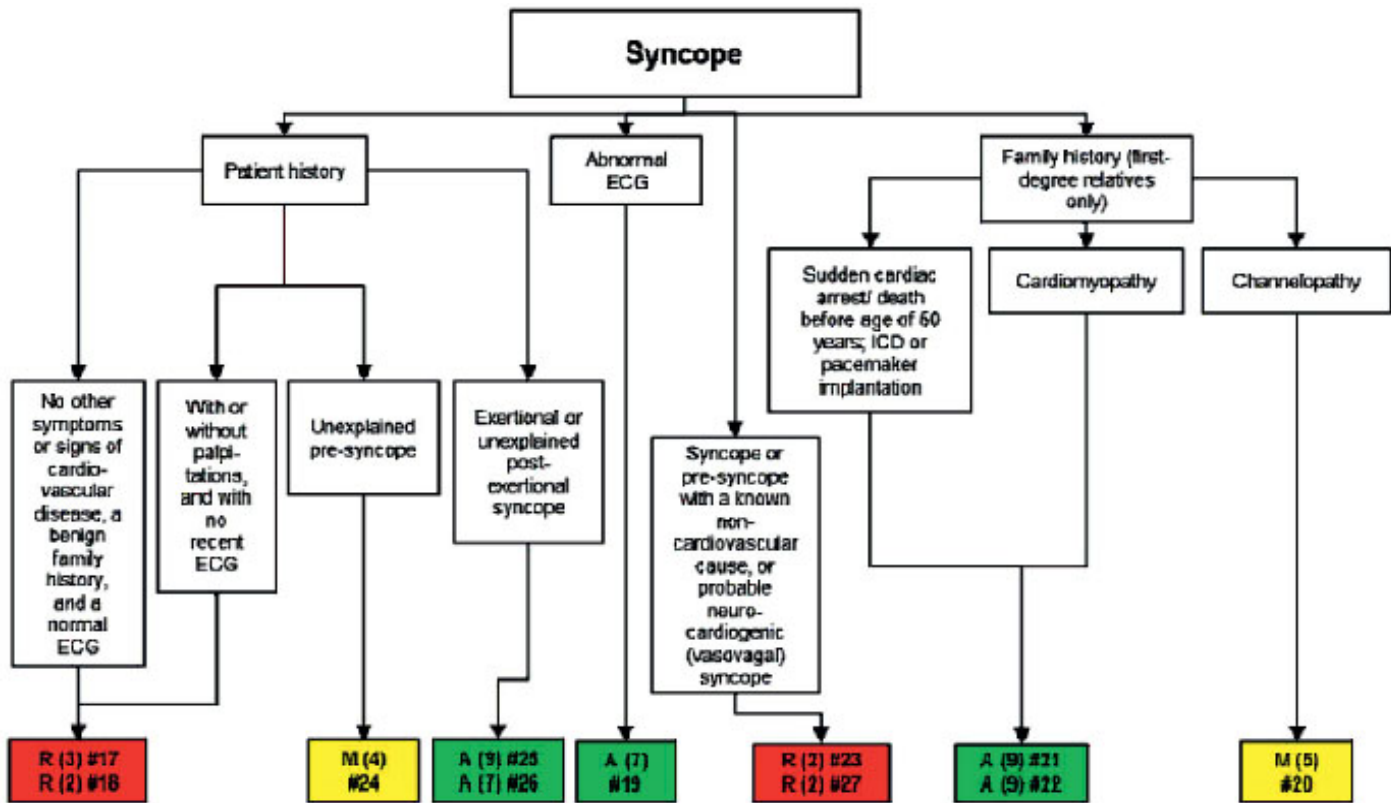 Syncope
Patient history
Abnormal
ECG
Family history (first-
degree relatives
only)
Sudden cardiac
arrest/ death
before age of 50
years; ICD or
pacemaker
implantation
Cardiomyopathy
Channelopathy
No other
symptoms
or signs of
cardio-
vascular
disease, a
benign
family
history,
and a
normal
ECG
With or
without
palpi-
tations,
and with
no
recent
ECG
Unexplained
pre-syncope
Exertional or
unexplained
post-
exertional
syncope
Syncope or
pre-syncope
with a known
non-
cardiovascular
cause, or
probable
neuro-
cardiogenic
(vasovagal)
syncope
R (3) #17
R (2) #18
M (4)
#24
A (9) #25
A (7) #26
A (7)
#19
R (2) #23
R (2) #27
A (9) #21
A (9) #22
M (5)
#20